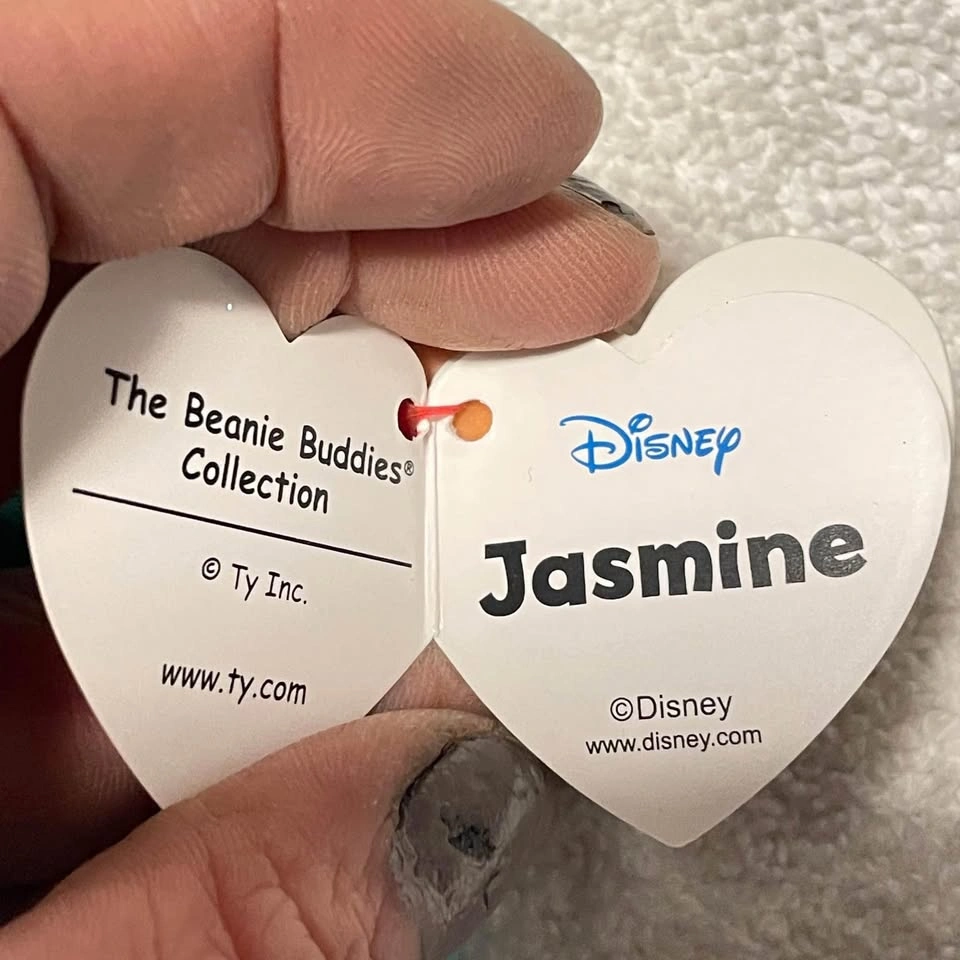 The Beanie Buddies®
Collection
© Ty Inc.
www.ty.com
Disney
Jasmine
©Disney
www.disney.com